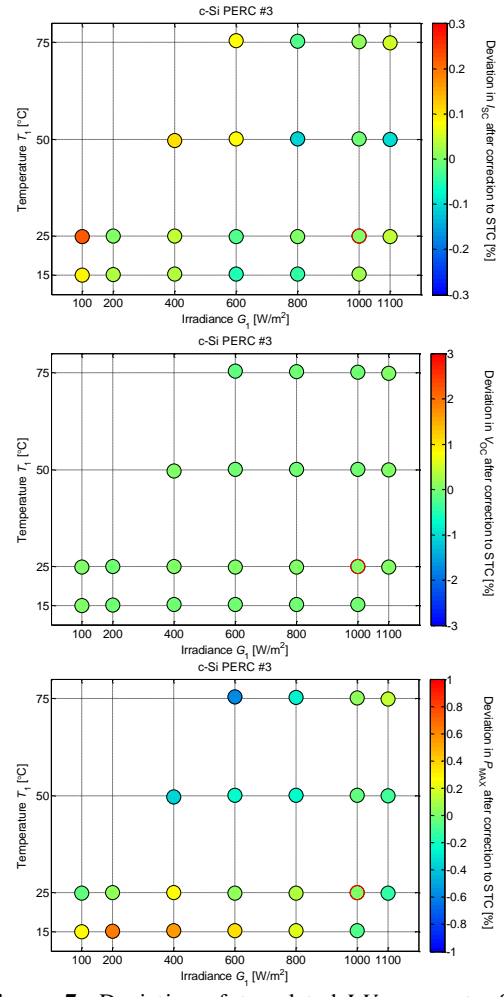 c-Si PERC #3
75
50
25
15
100 200 400 600 800 1000 1100
Temperature T1 [°C]
Irradiance G1 [W/m²]
0.3
0.2
0.1
0
-0.1
-0.2
-0.3
Deviation in ISC after correction to STC [%]
c-Si PERC #3
75
50
25
15
100 200 400 600 800 1000 1100
Temperature T1 [°C]
Irradiance G1 [W/m²]
3
2
1
0
-1
-2
-3
Deviation in VOC after correction to STC [%]
c-Si PERC #3
75
50
25
15
100 200 400 600 800 1000 1100
Temperature T1 [°C]
Irradiance G1 [W/m²]
1
0.8
0.6
0.4
0.2
0
-0.2
-0.4
-0.6
-0.8
-1
Deviation in PMAX after correction to STC [%]